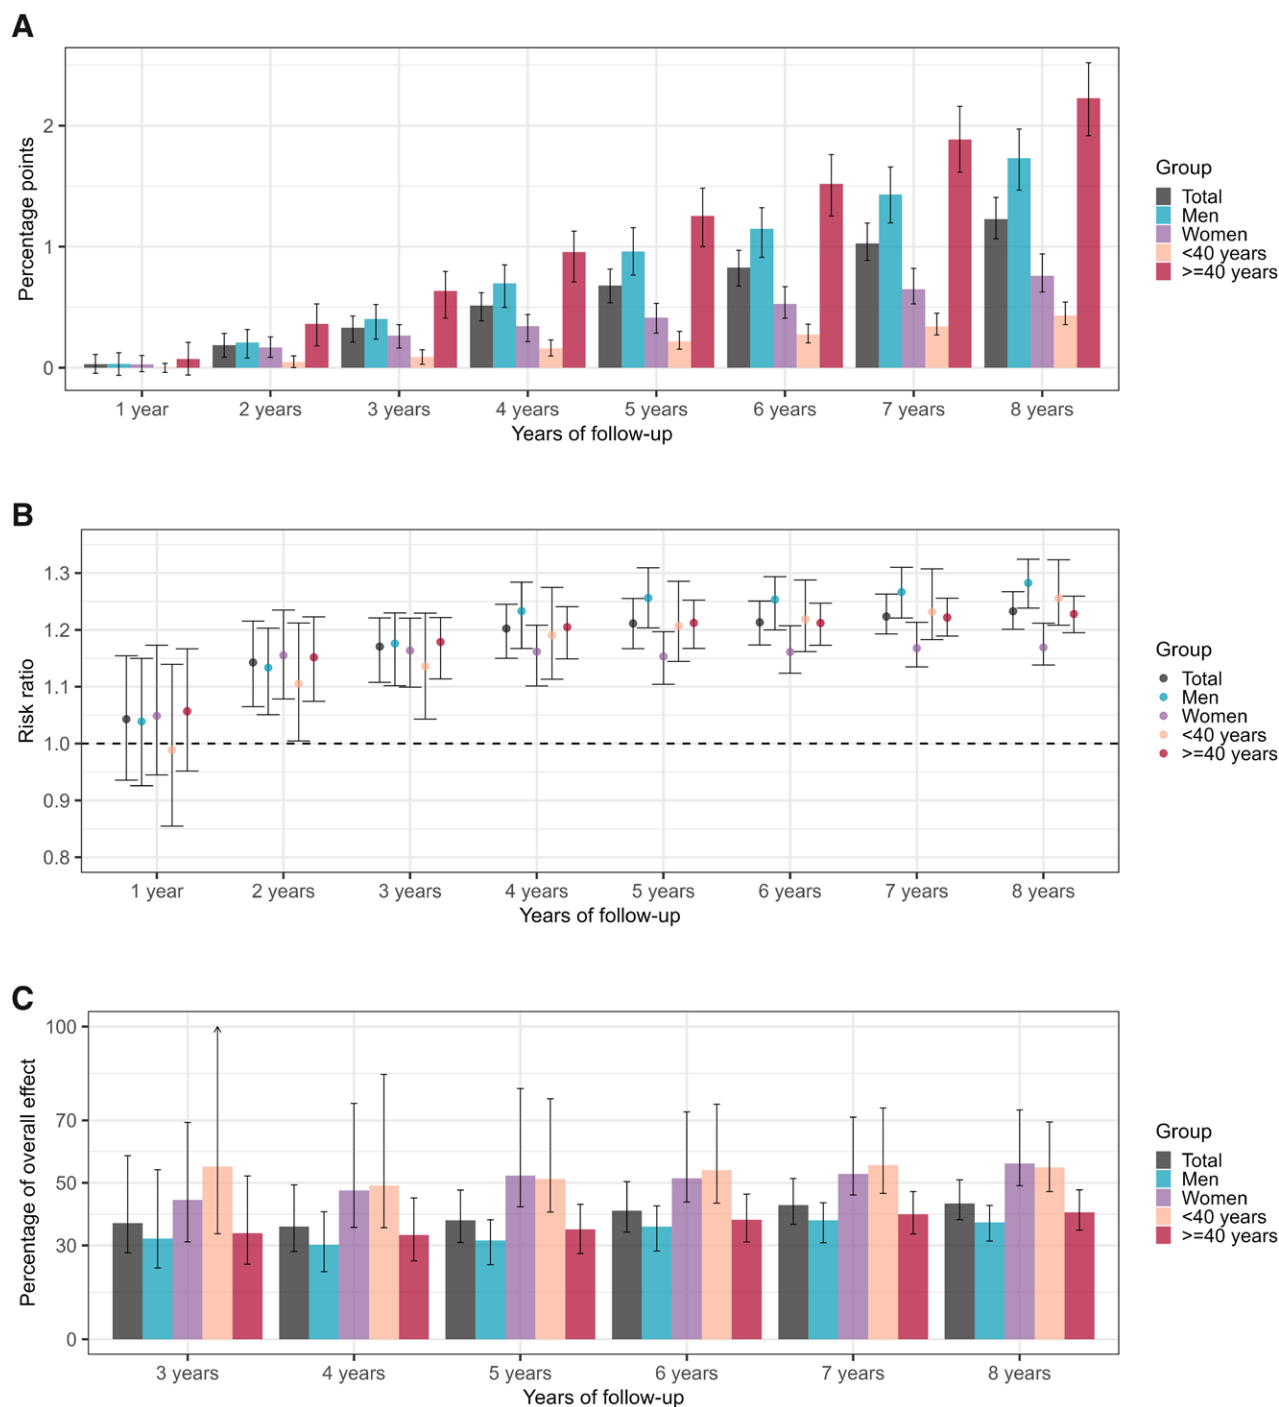 A
Percentage points
2
1
0
1 year 2 years 3 years 4 years 5 years 6 years 7 years 8 years
Years of follow-up
Group
Total
Men
Women
<40 years
>=40 years
B
Risk ratio
1.3
1.2
1.1
1.0
0.9
0.8
1 year 2 years 3 years 4 years 5 years 6 years 7 years 8 years
Years of follow-up
Group
Total
Men
Women
<40 years
>=40 years
C
Percentage of overall effect
100
70
50
30
0
3 years 4 years 5 years 6 years 7 years 8 years
Years of follow-up
Group
Total
Men
Women
<40 years
>=40 years